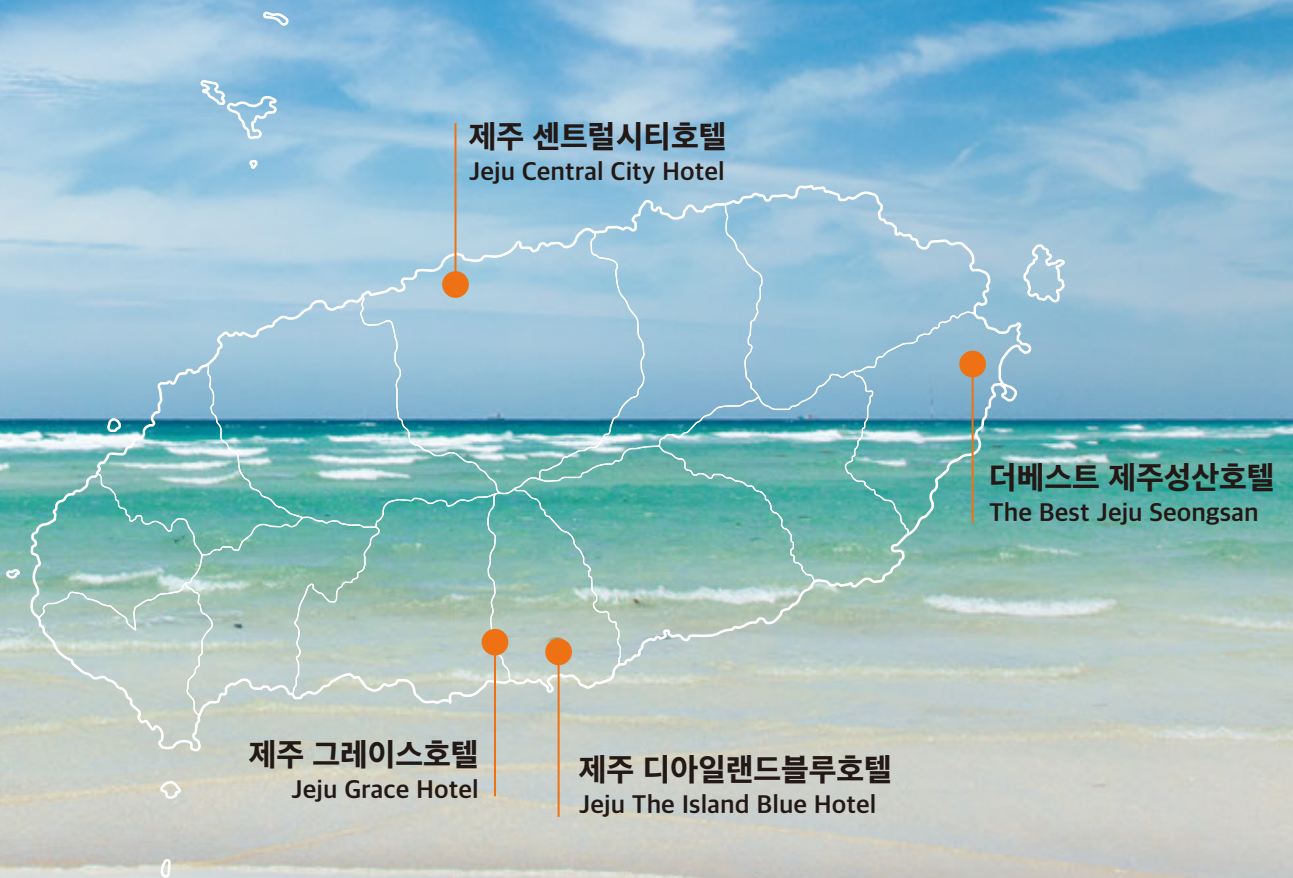 제주 센트럴시티호텔
Jeju Central City Hotel
더베스트 제주성산호텔
The Best Jeju Seongsan
제주 그레이스호텔
Jeju Grace Hotel
제주 디아일랜드블루호텔
Jeju The Island Blue Hotel